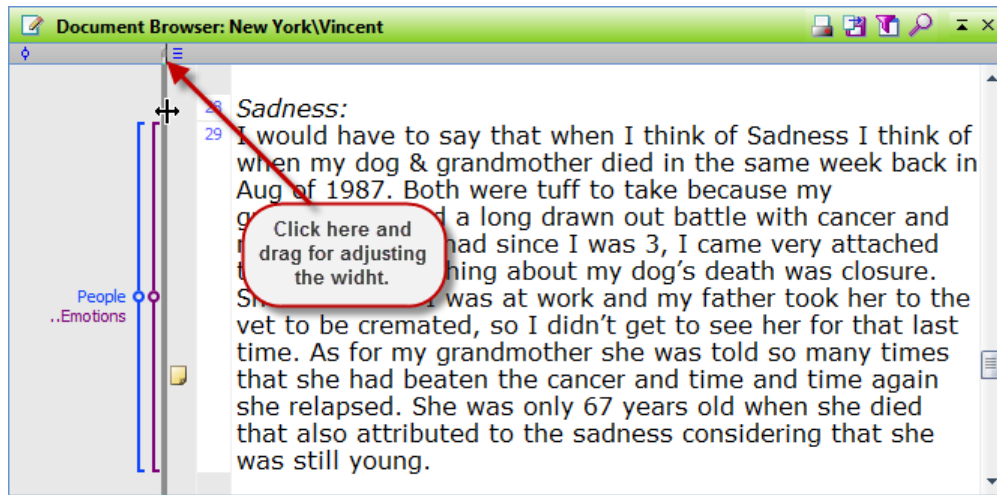 Document Browser: New York\Vincent
28 Sadness:
29 I would have to say that when I think of Sadness I think of
when my dog & grandmother died in the same week back in
Aug of 1987. Both were tuff to take because my
a long drawn out battle with cancer and
had since I was 3, I came very attached
about my dog’s death was closure.
I was at work and my father took her to the
vet to be cremated, so I didn’t get to see her for that last
time. As for my grandmother she was told so many times
that she had beaten the cancer and time and time again
she relapsed. She was only 67 years old when she died
that also attributed to the sadness considering that she
was still young.
Click here and
drag for adjusting
the widht.
People
..Emotions